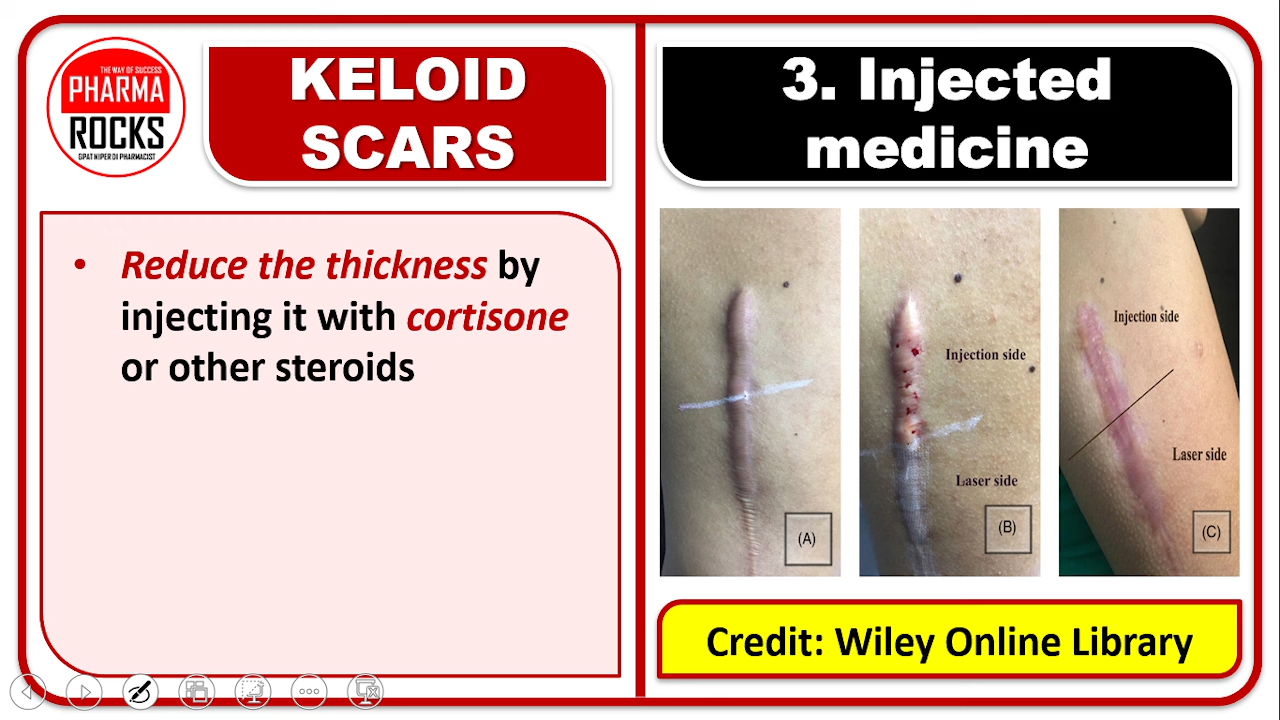 THE WAY OF SUCCESS
PHARMA
ROCKS
GPAT NIPER DI PHARMACIST
KELOID
SCARS
• Reduce the thickness by
injecting it with cortisone
or other steroids
3. Injected
medicine
(A)
Injection side
Laser side
(B)
Injection side
Laser side
(C)
Credit: Wiley Online Library